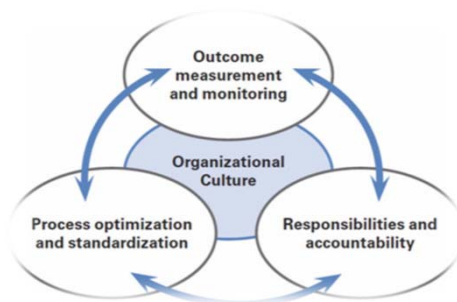 Outcome
measurement
and monitoring
Organizational
Culture
Process optimization
and standardization
Responsibilities and
accountability